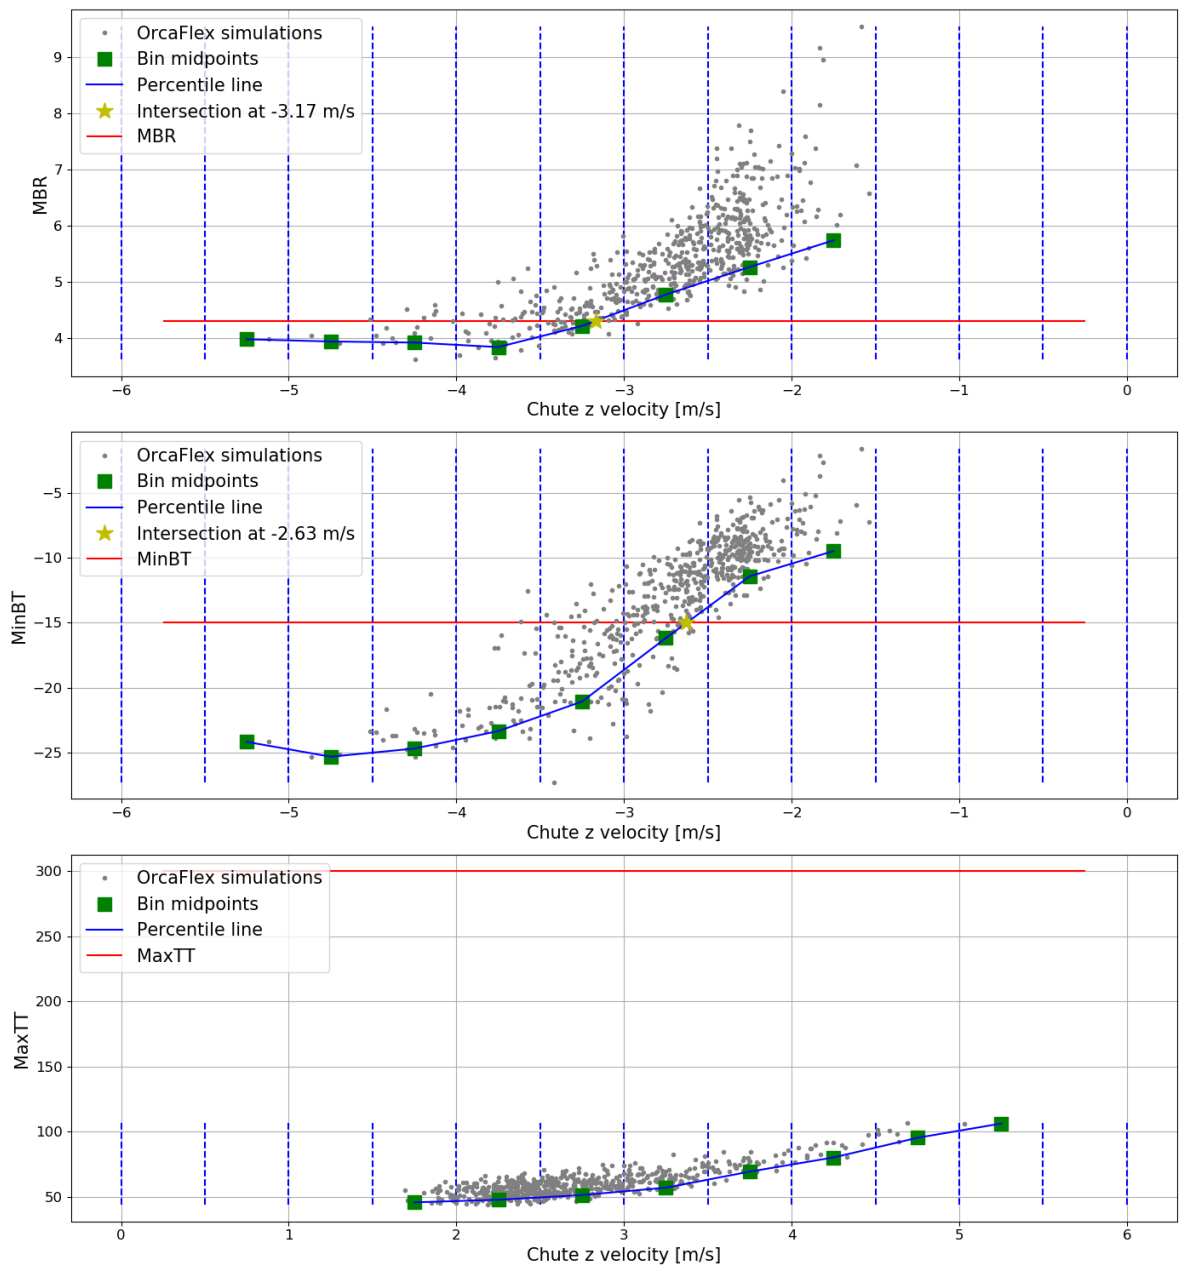 OrcaFlex simulations
Bin midpoints
Percentile line
Intersection at -3.17 m/s
MBR
9
8
7
6
5
4
MBR
−6 −5 −4 −3 −2 −1 0
Chute z velocity [m/s]
OrcaFlex simulations
Bin midpoints
Percentile line
Intersection at -2.63 m/s
MinBT
−5
−10
−15
−20
−25
MinBT
−6 −5 −4 −3 −2 −1 0
Chute z velocity [m/s]
OrcaFlex simulations
Bin midpoints
Percentile line
MaxTT
300
250
200
150
100
50
MaxTT
0 1 2 3 4 5 6
Chute z velocity [m/s]